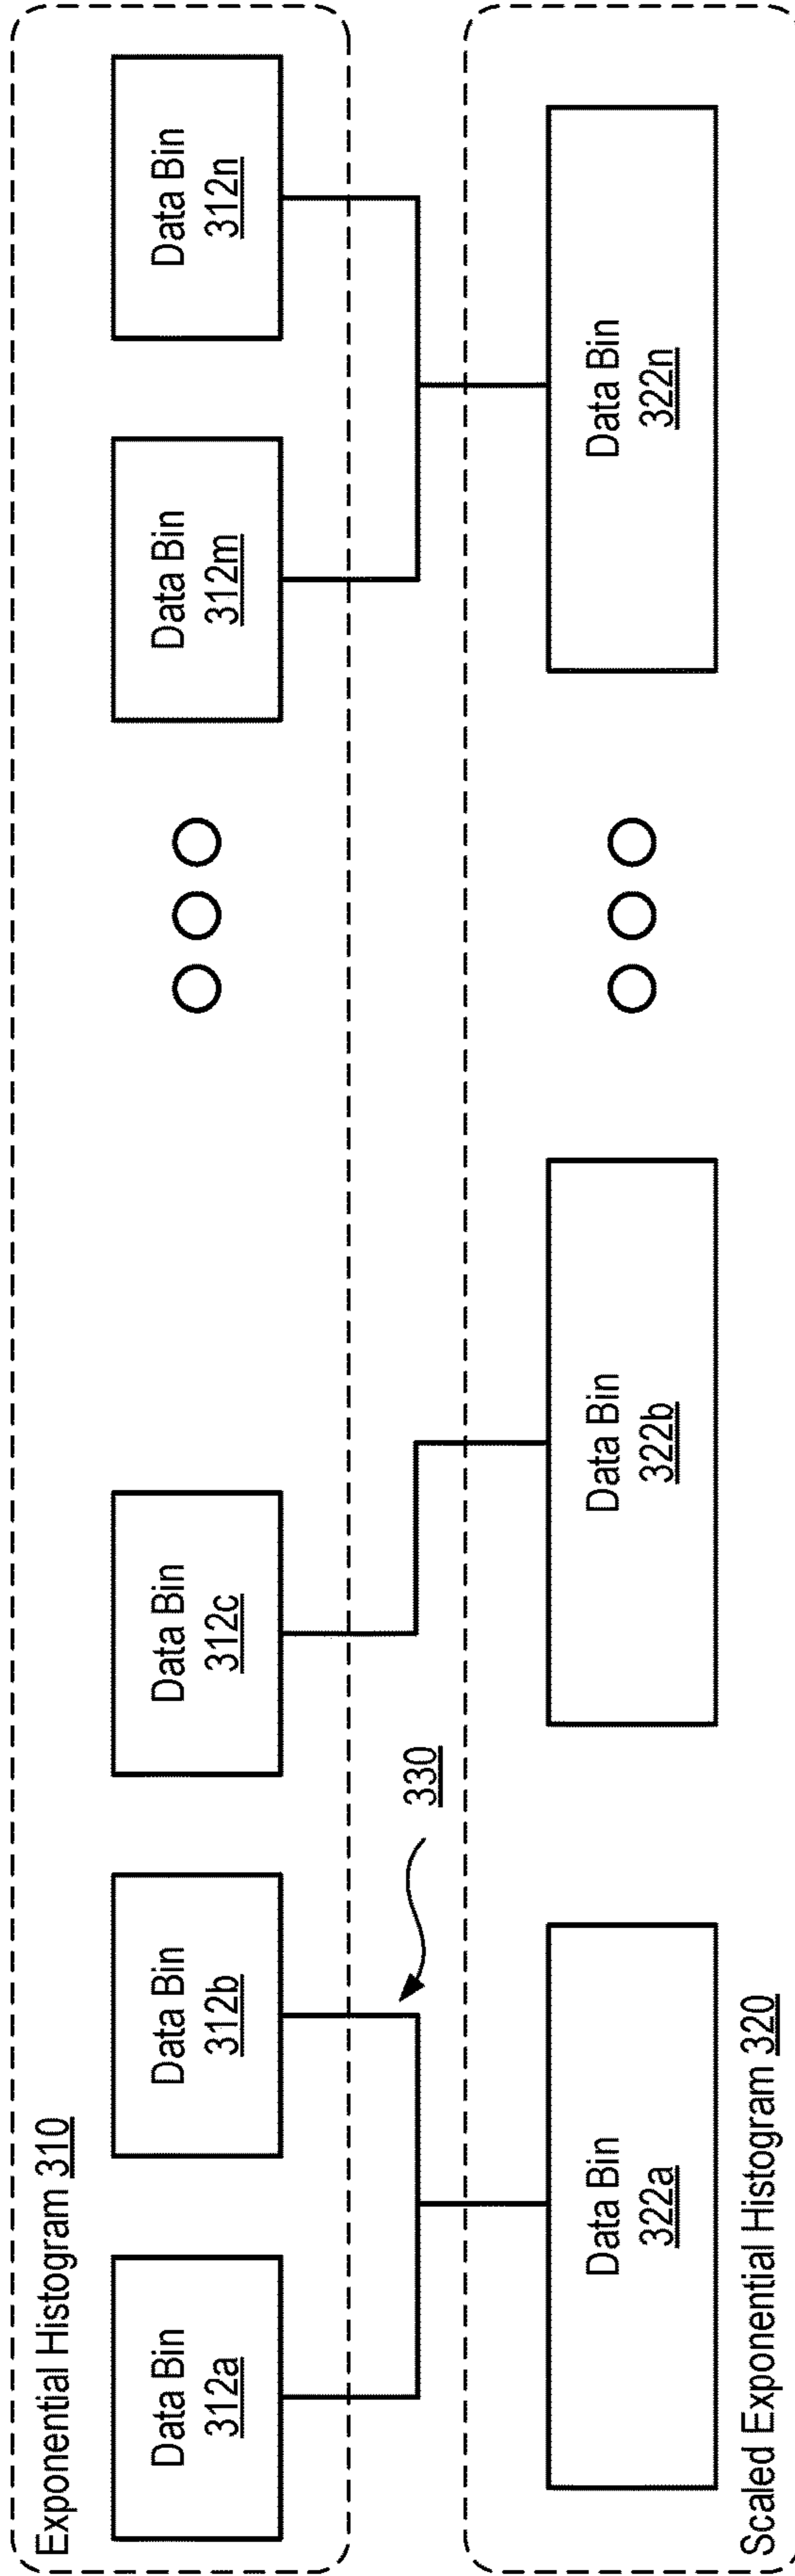 Exponential Histogram 310
Data Bin
312a
Data Bin
312b
Data Bin
312c
Data Bin
312m
Data Bin
312n
330
Data Bin
322a
Data Bin
322b
Data Bin
322n
Scaled Exponential Histogram 320